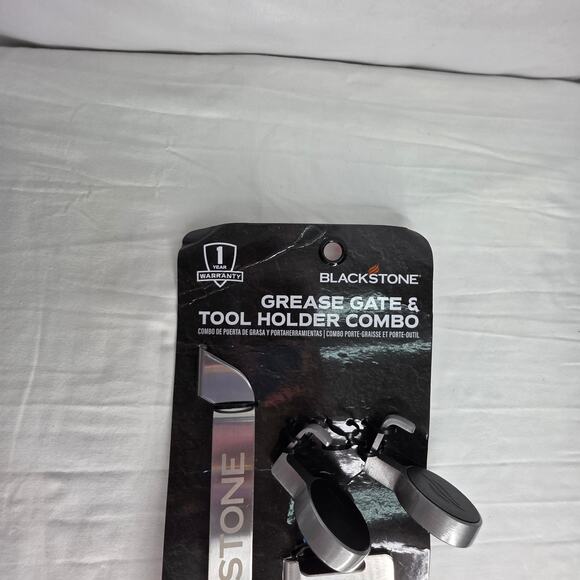 1
YEAR
WARRANTY
BLACKSTONE
GREASE GATE &
TOOL HOLDER COMBO
COMBO DE PUERTA DE GRASA Y PORTAHERRAMIENTAS | COMBO PORTE-GRAISSE ET PORTE-OUTIL
STONE